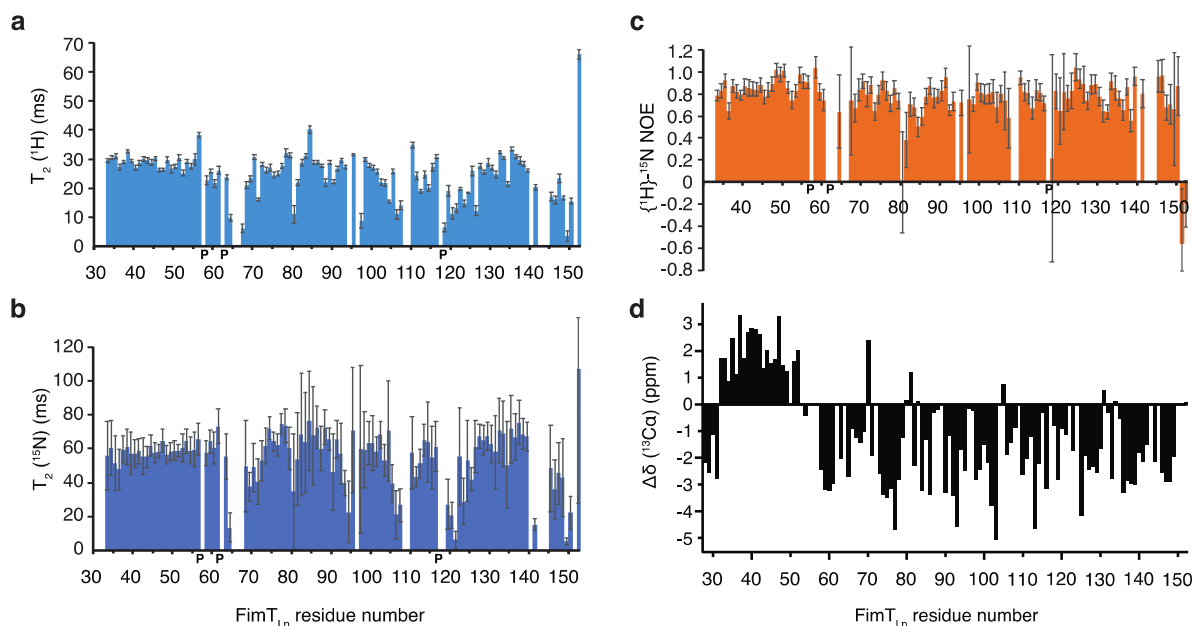 a
T2 (1H) (ms)
70
60
50
40
30
20
10
0
P P P
30 40 50 60 70 80 90 100 110 120 130 140 150
b
T2 (15N) (ms)
120
100
80
60
40
20
0
P P P
30 40 50 60 70 80 90 100 110 120 130 140 150
FimT residue number
c
{1H}-15N NOE
1.2
1.0
0.8
0.6
0.4
0.2
0
-0.2
-0.4
-0.6
-0.8
P P P
40 50 60 70 80 90 100 110 120 130 140 150
d
Δδ (13Cα) (ppm)
3
2
1
0
-1
-2
-3
-4
-5
30 40 50 60 70 80 90 100 110 120 130 140 150
FimT residue number